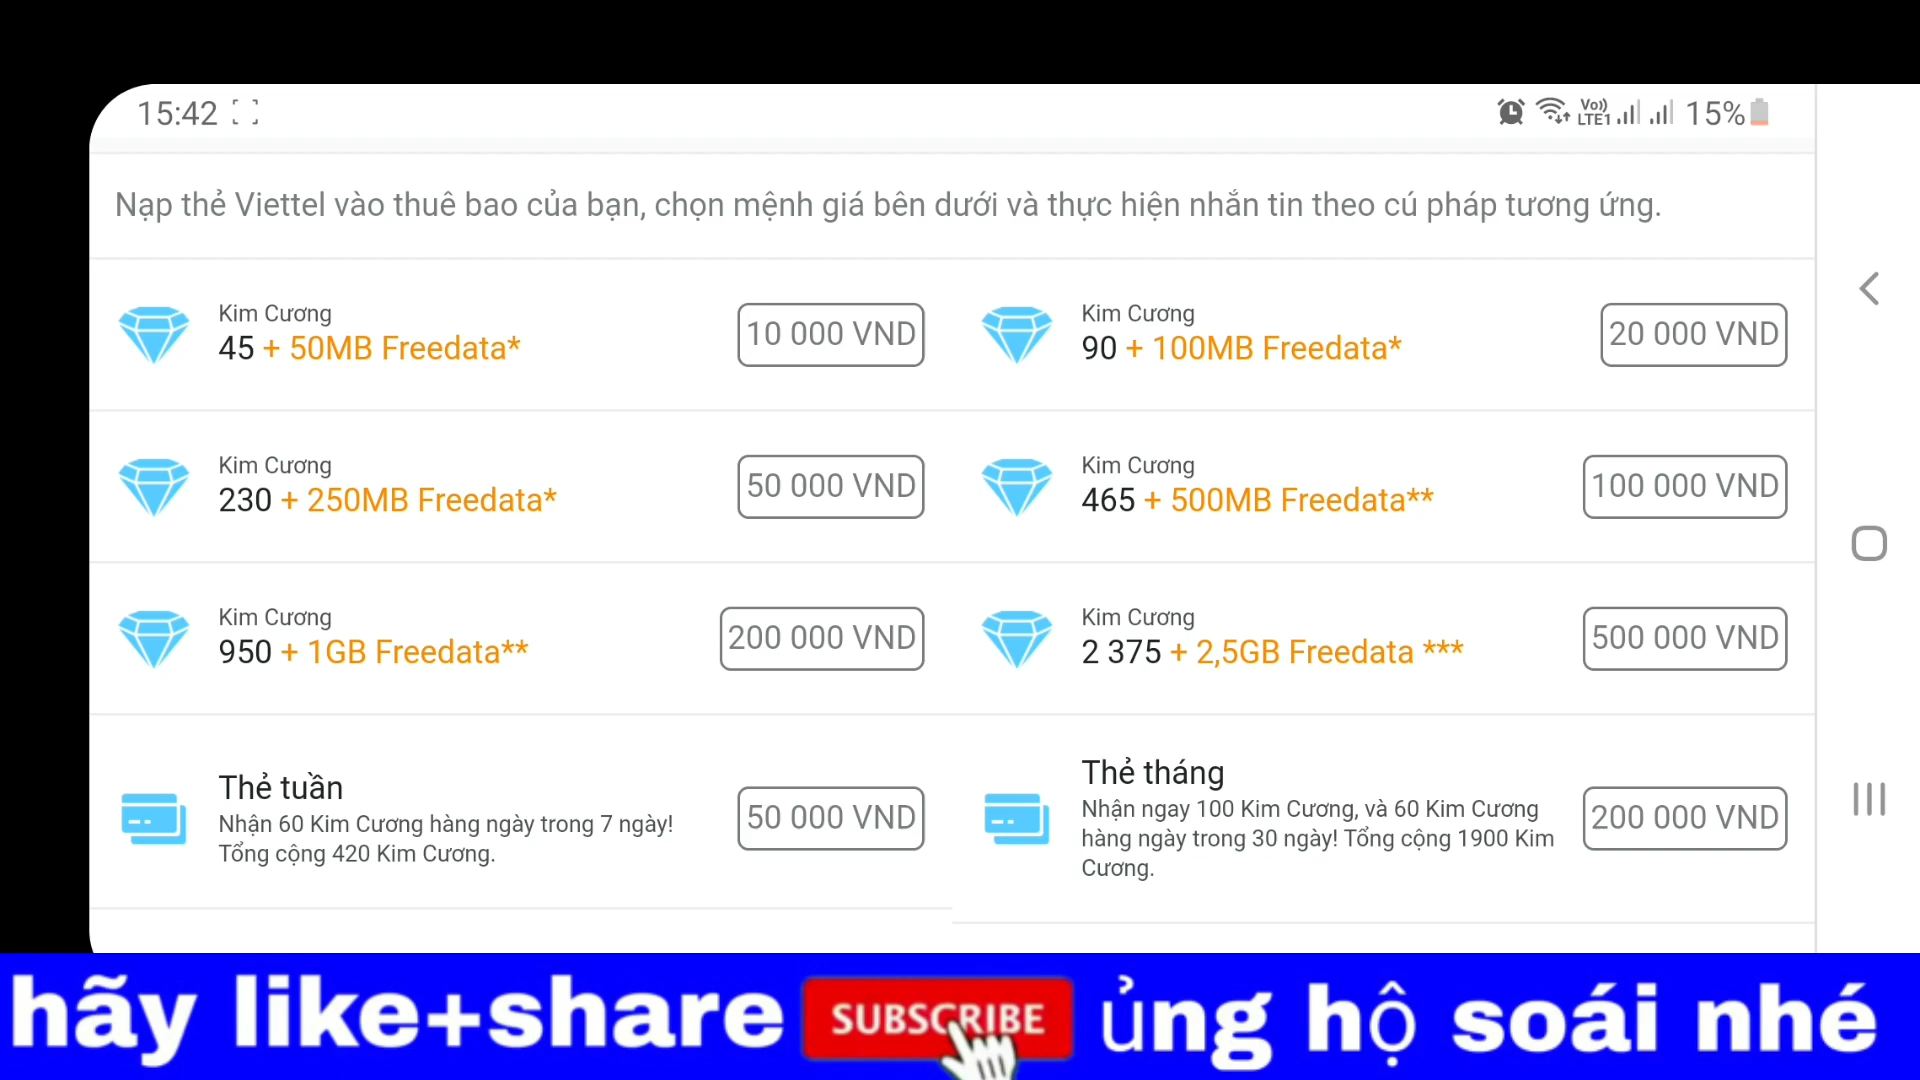 15:42
Vo)) LTE1 15%
Nạp thẻ Viettel vào thuê bao của bạn, chọn mệnh giá bên dưới và thực hiện nhắn tin theo cú pháp tương ứng.
Kim Cương
45 + 50MB Freedata*
10 000 VND
Kim Cương
90 + 100MB Freedata*
20 000 VND
Kim Cương
230 + 250MB Freedata*
50 000 VND
Kim Cương
465 + 500MB Freedata**
100 000 VND
Kim Cương
950 + 1GB Freedata**
200 000 VND
Kim Cương
2 375 + 2,5GB Freedata ***
500 000 VND
Thẻ tuần
Nhận 60 Kim Cương hàng ngày trong 7 ngày!
Tổng cộng 420 Kim Cương.
50 000 VND
Thẻ tháng
Nhận ngay 100 Kim Cương, và 60 Kim Cương
hàng ngày trong 30 ngày! Tổng cộng 1900 Kim
Cương.
200 000 VND
hãy like+share SUBSCRIBE ủng hộ soái nhé